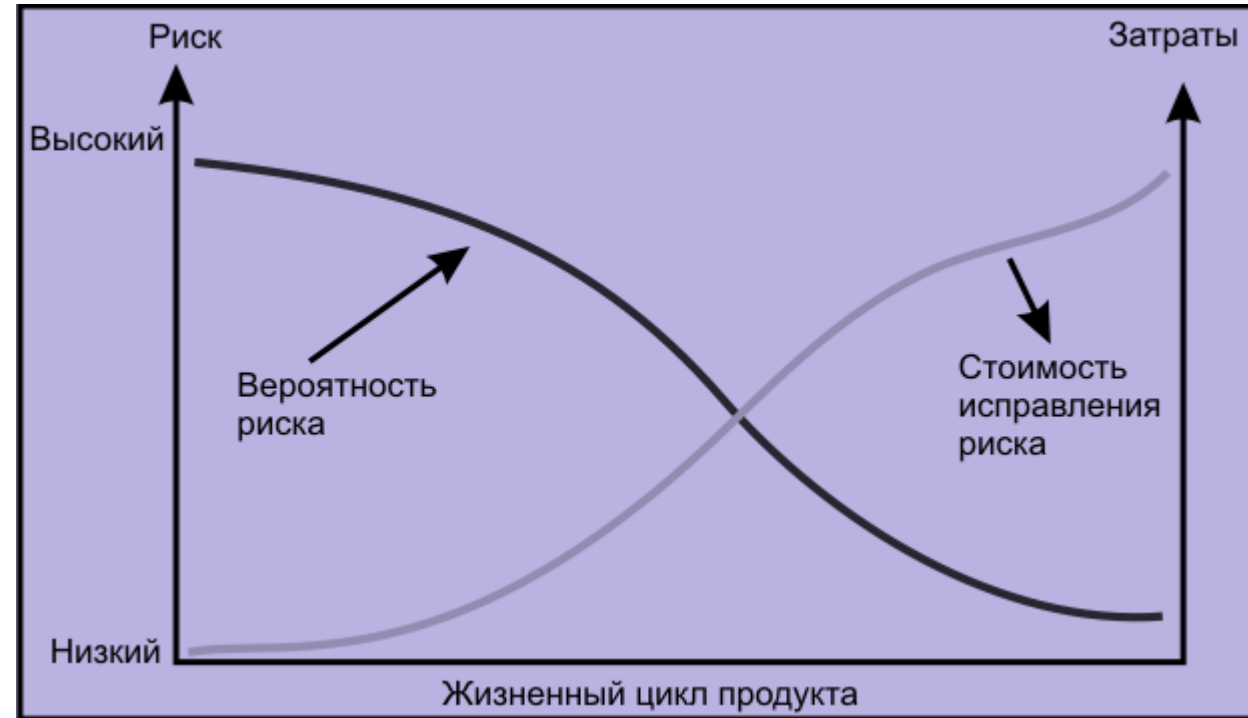 Риск
Затраты
Высокий
Вероятность
риска
Стоимость
исправления
риска
Низкий
Жизненный цикл продукта